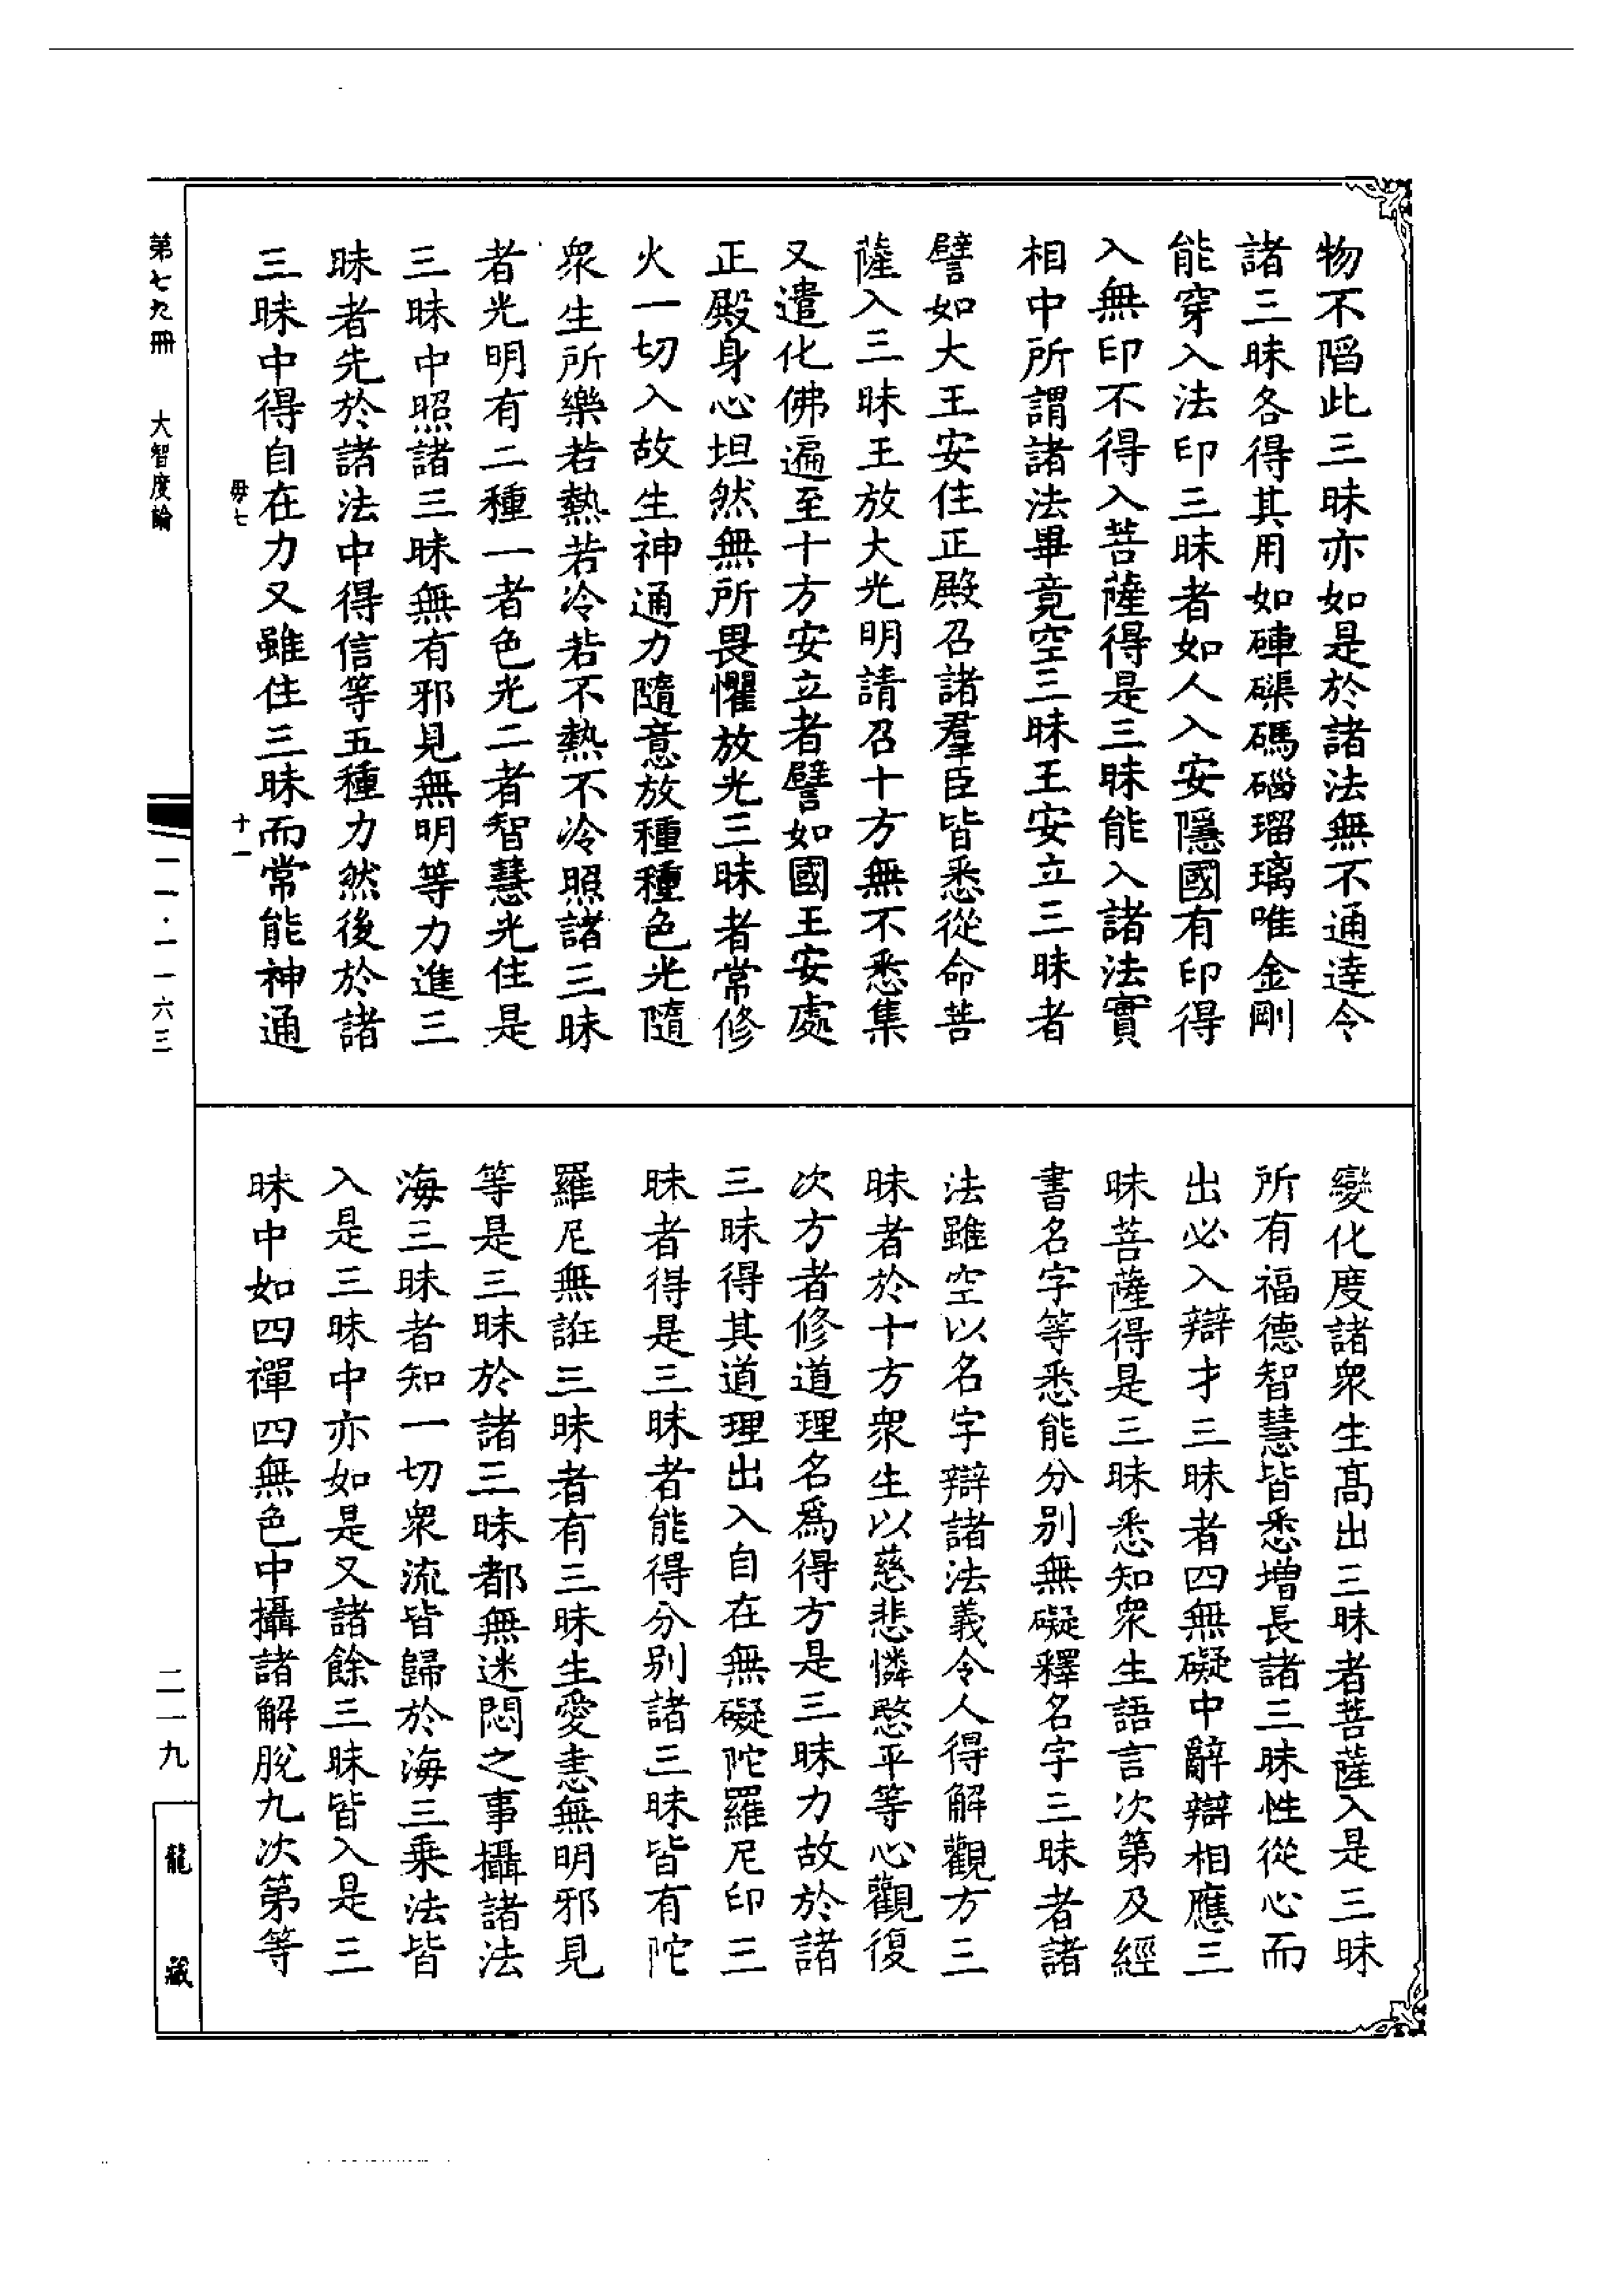 物不陷此三昧亦如是於諸法無不通達令
諸三昧各得其用如硨磲碼碯瑠璃唯金剛
能穿入法印三昧者如人入安隱國有印得
入無印不得入菩薩得是三昧能入諸法實
相中所謂諸法畢竟空三昧王安立三昧者
譬如大王安住正殿召諸羣臣皆悉從命菩
薩入三昧王放大光明請召十方無不悉集
又遣化佛遍至十方安立者譬如國王安處
正殿身心坦然無所畏懼放光三昧者常修
火一切入故生神通力隨意放種種色光隨
衆生所樂若熱若冷若不熱不冷照諸三昧
者光明有二種一者色光二者智慧光住是
三昧中照諸三昧無有邪見無明等力進三
昧者先於諸法中得信等五種力然後於諸
三昧中得自在力又雖住三昧而常能神通
變化度諸衆生高出三昧者菩薩入是三昧
所有福德智慧皆悉增長諸三昧性從心而
出必入辯才三昧者四無礙中辭辯相應三
昧菩薩得是三昧悉知衆生語言次第及經
書名字等悉能分別無礙釋名字三昧者諸
法雖空以名字辯諸法義令人得解觀方三
昧者於十方衆生以慈悲憐愍平等心觀復
次方者修道理名爲得方是三昧力故於諸
三昧得其道理出入自在無礙陀羅尼印三
昧者得是三昧者能得分別諸三昧皆有陀
羅尼無誑三昧者有三昧生愛恚無明邪見
等是三昧於諸三昧都無迷悶之事攝諸法
海三昧者知一切衆流皆歸於海三乘法皆
入是三昧中亦如是又諸餘三昧皆入是三
昧中如四禪四無色中攝諸解脫九次第等
毋七
十一
第七九冊 大智度論
一一·一一六三
二一九
龍藏